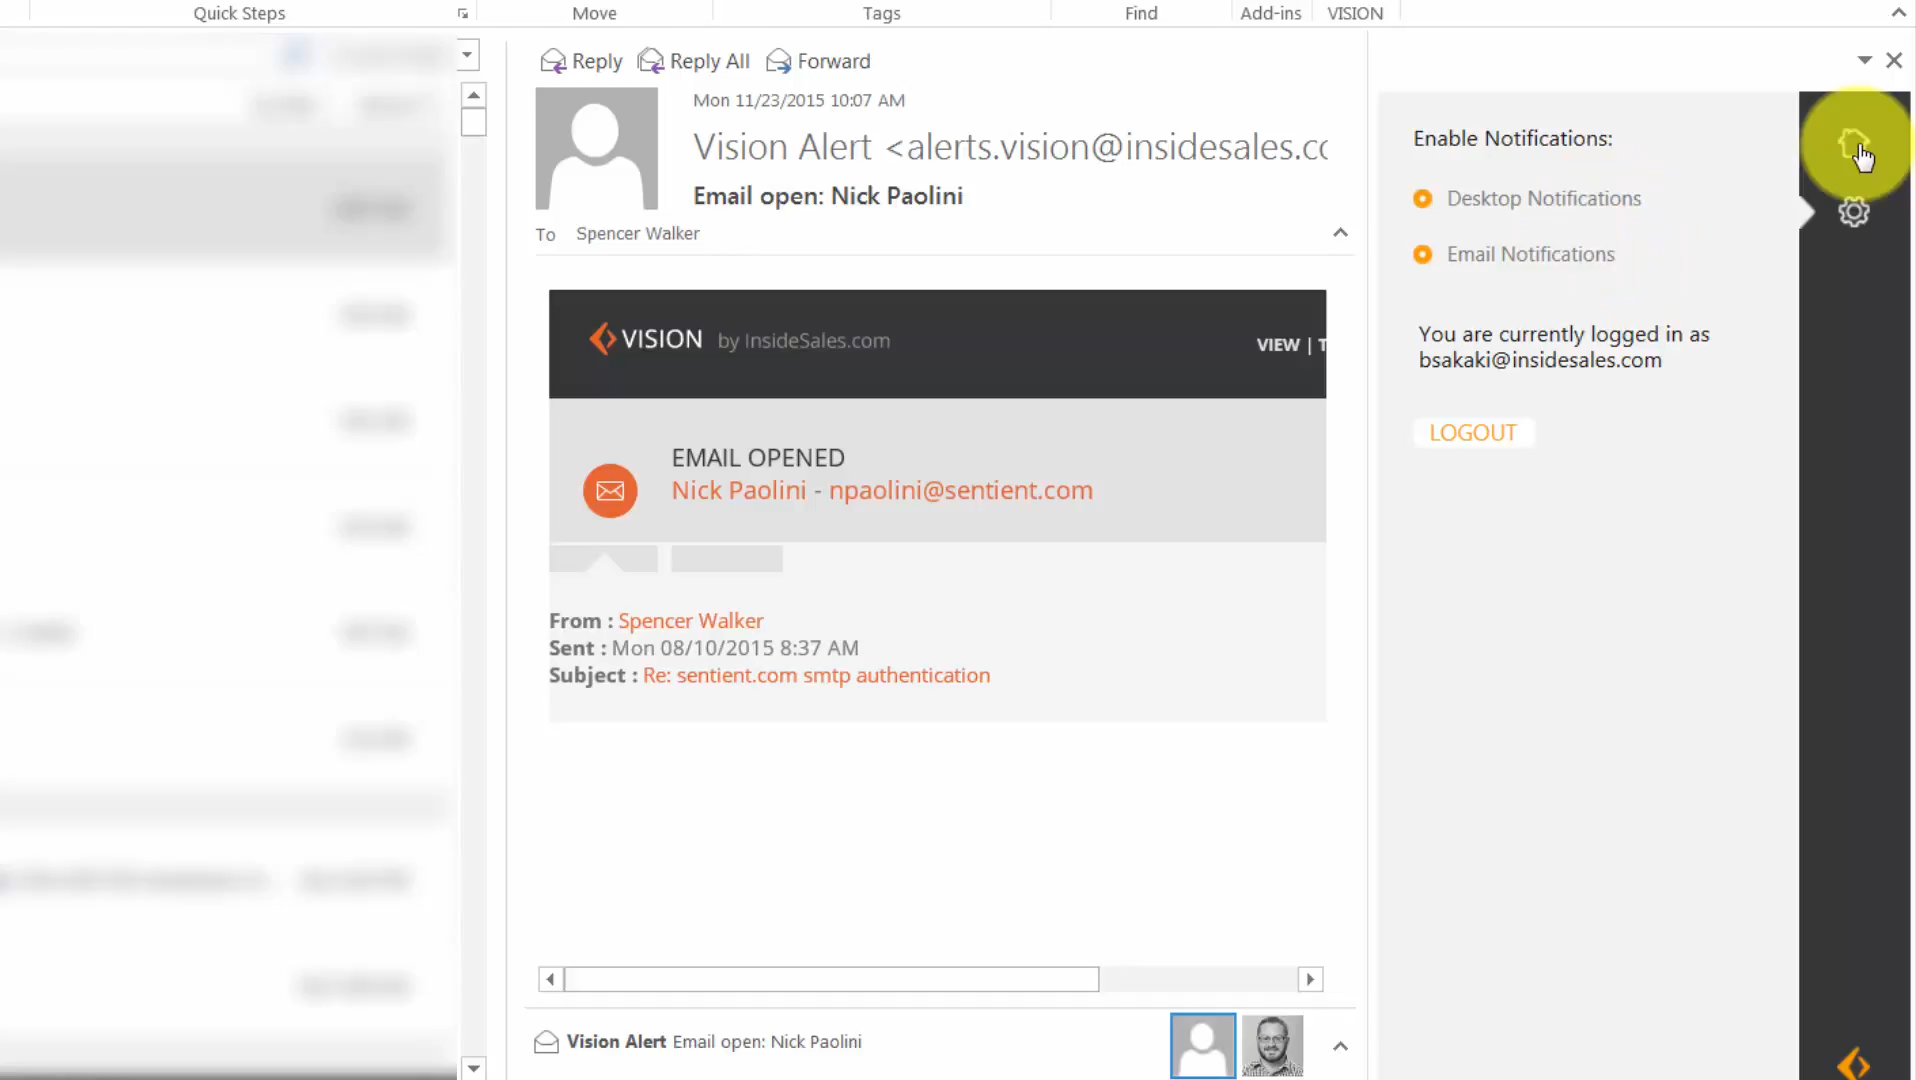 Quick Steps
Move
Tags
Find
Add-ins
VISION
Reply
Reply All
Forward
Mon 11/23/2015 10:07 AM
Vision Alert <alerts.vision@insidesales.cc
Email open: Nick Paolini
To Spencer Walker
VISION by InsideSales.com
VIEW | T
EMAIL OPENED
Nick Paolini - npaolini@sentient.com
From : Spencer Walker
Sent : Mon 08/10/2015 8:37 AM
Subject : Re: sentient.com smtp authentication
Vision Alert Email open: Nick Paolini
Enable Notifications:
Desktop Notifications
Email Notifications
You are currently logged in as
bsakaki@insidesales.com
LOGOUT